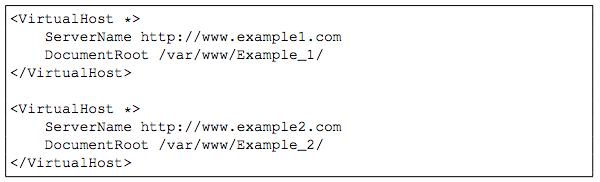 <VirtualHost *>
    ServerName http://www.example1.com
    DocumentRoot /var/www/Example_1/
</VirtualHost>

<VirtualHost *>
    ServerName http://www.example2.com
    DocumentRoot /var/www/Example_2/
</VirtualHost>